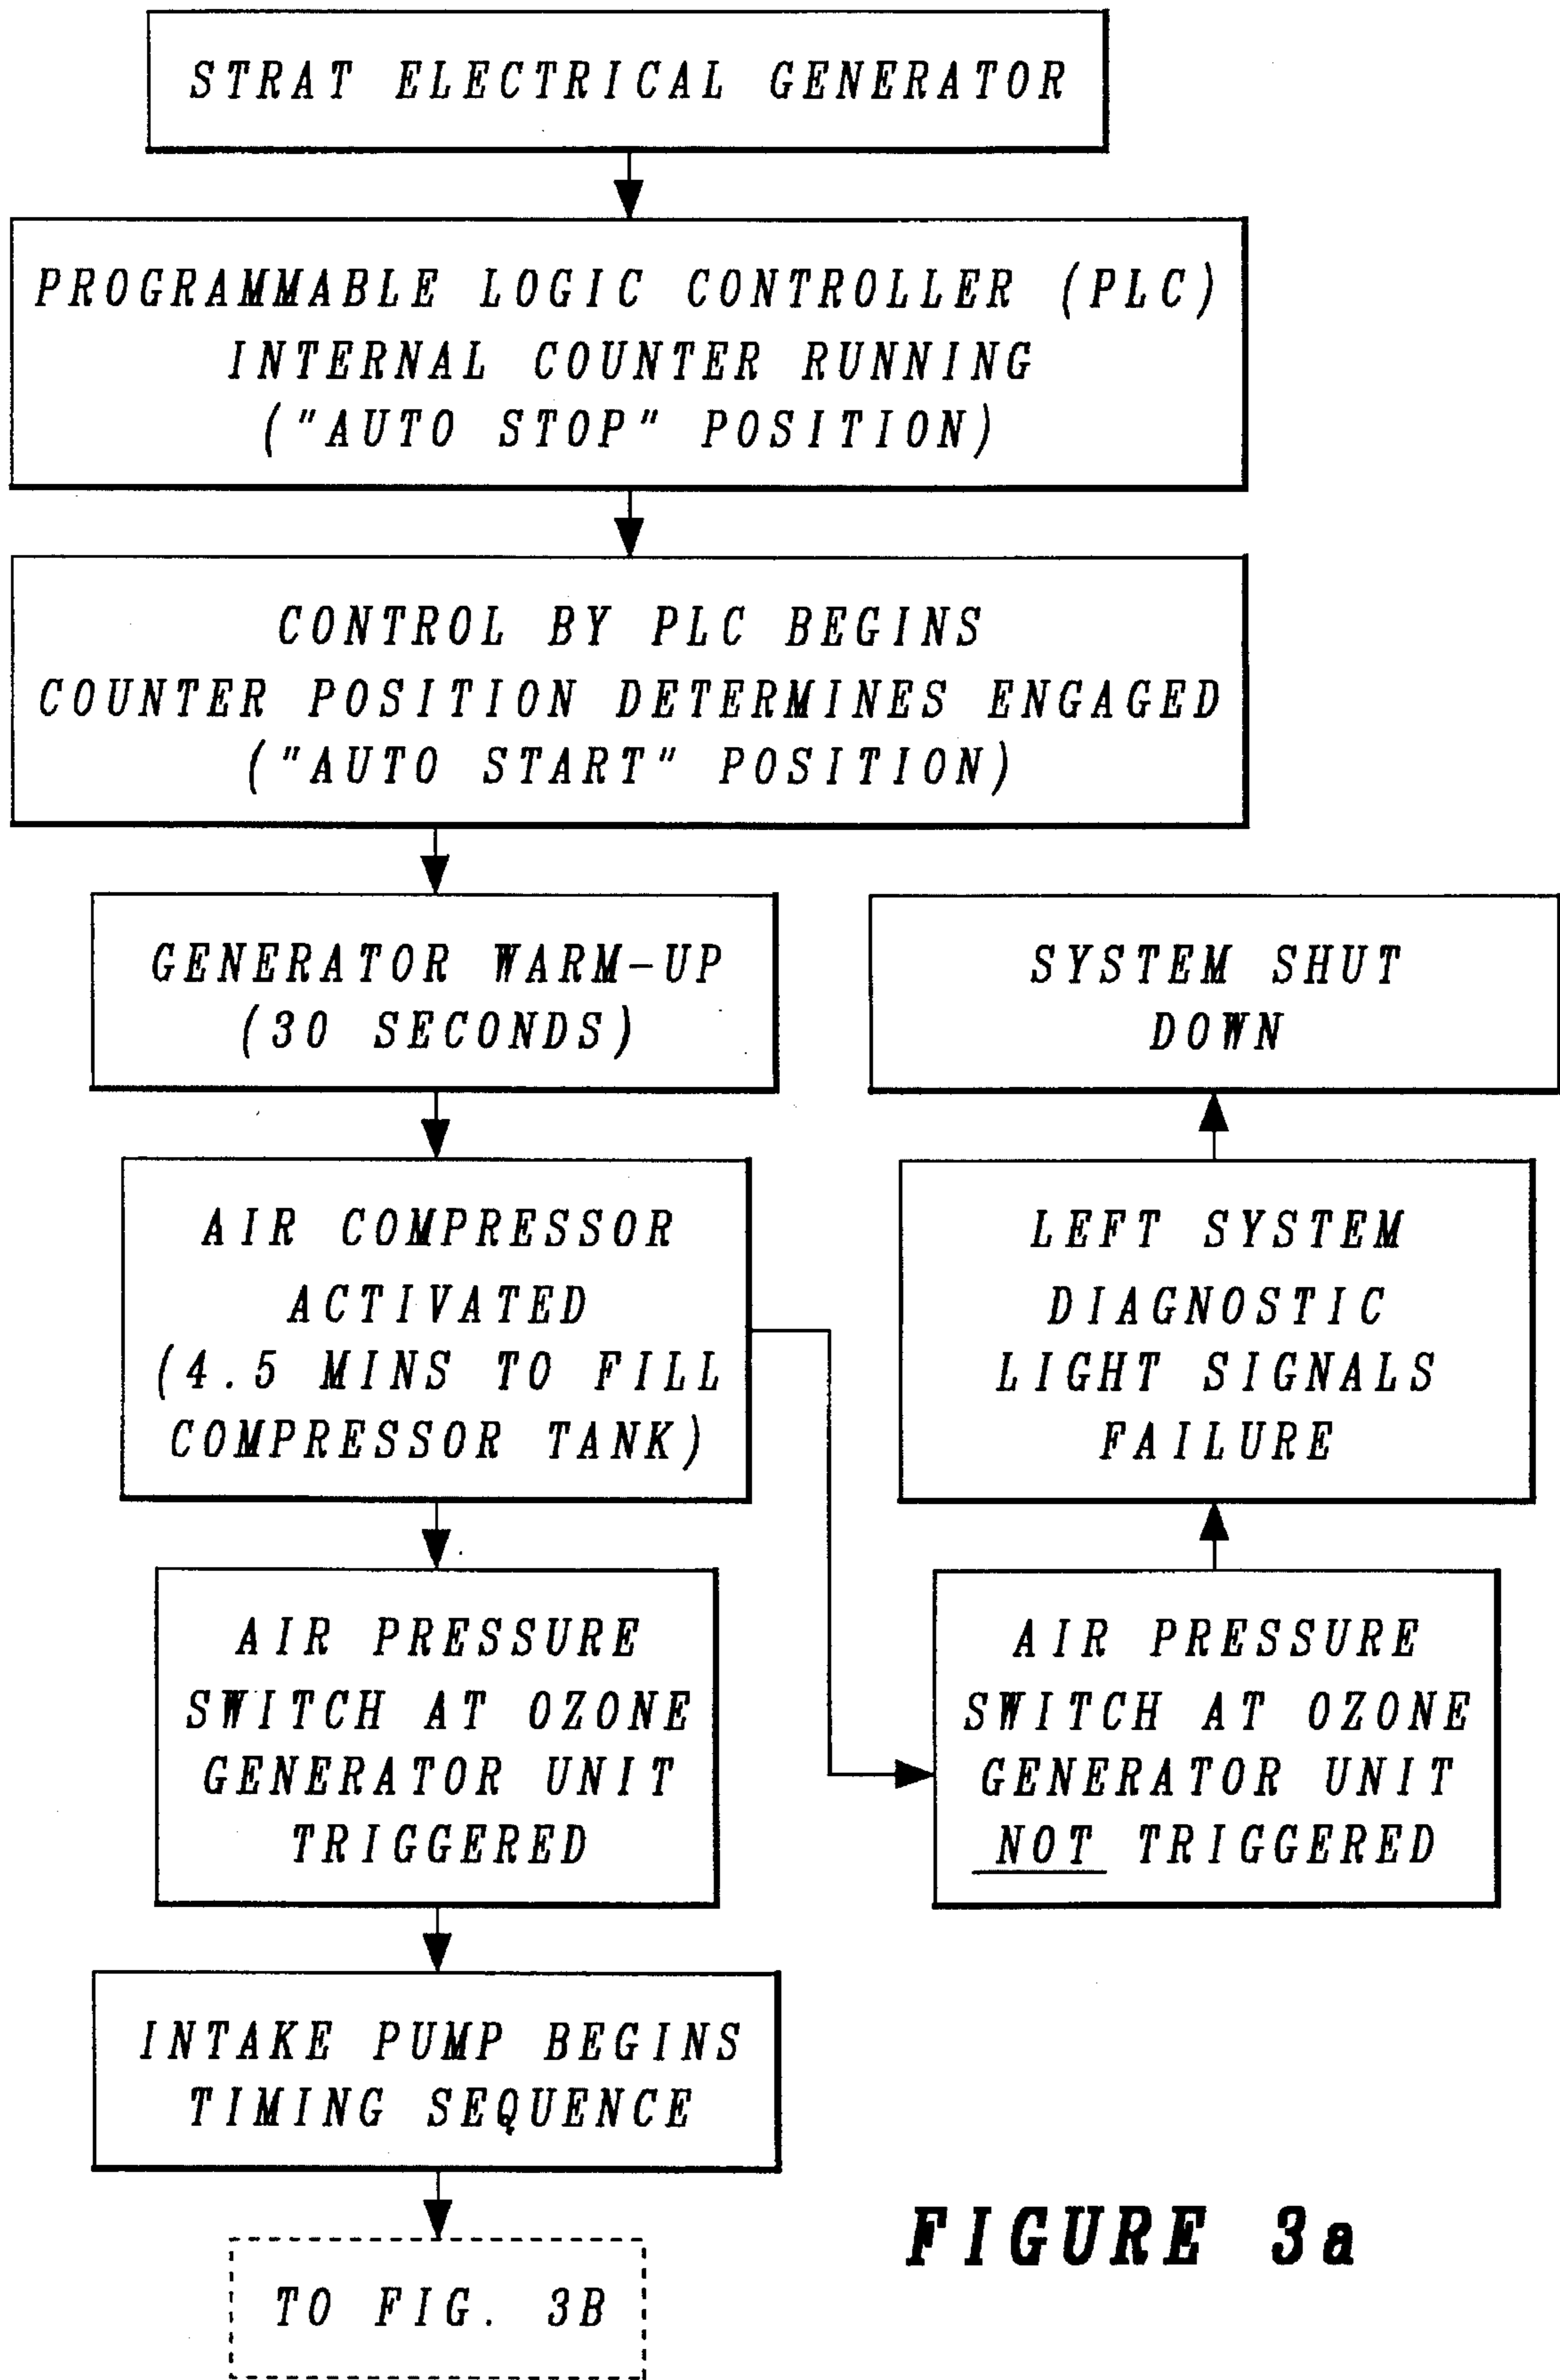 STRAT ELECTRICAL GENERATOR
PROGRAMMABLE LOGIC CONTROLLER (PLC)
INTERNAL COUNTER RUNNING
("AUTO STOP" POSITION)
CONTROL BY PLC BEGINS
COUNTER POSITION DETERMINES ENGAGED
("AUTO START" POSITION)
GENERATOR WARM-UP
(30 SECONDS)
SYSTEM SHUT
DOWN
AIR COMPRESSOR
ACTIVATED
(4.5 MINS TO FILL
COMPRESSOR TANK)
LEFT SYSTEM
DIAGNOSTIC
LIGHT SIGNALS
FAILURE
AIR PRESSURE
SWITCH AT OZONE
GENERATOR UNIT
TRIGGERED
AIR PRESSURE
SWITCH AT OZONE
GENERATOR UNIT
NOT TRIGGERED
INTAKE PUMP BEGINS
TIMING SEQUENCE
TO FIG. 3B
FIGURE 3a